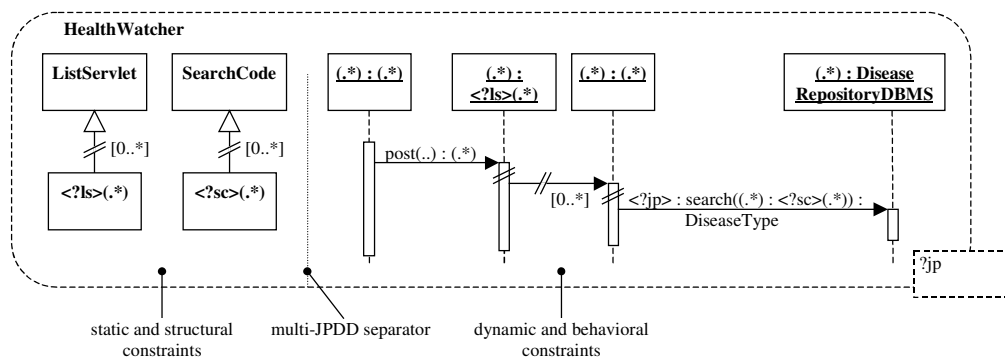 HealthWatcher
ListServlet
SearchCode
(.*) : (.*)
(.*) :
<?ls>(.*)
(.*) : (.*)
(.*) : Disease
RepositoryDBMS
[0..*]
[0..*]
<?ls>(.*)
<?sc>(.*)
post(..) : (.*)
[0..*]
<?jp> : search((.*) : <?sc>(.*)) :
DiseaseType
?jp
static and structural
constraints
multi-JPDD separator
dynamic and behavioral
constraints